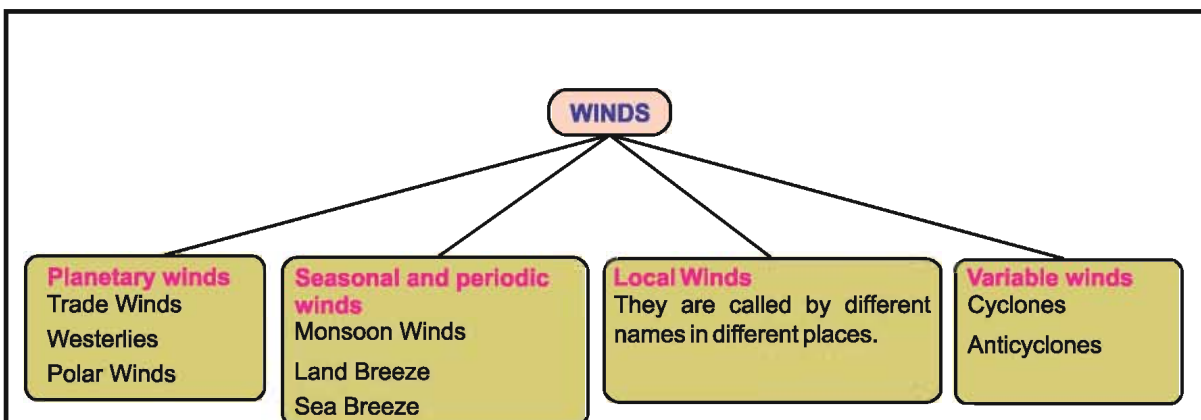 WINDS
Planetary winds
Trade Winds
Westerlies
Polar Winds
Seasonal and periodic
winds
Monsoon Winds
Land Breeze
Sea Breeze
Local Winds
They are called by different
names in different places.
Variable winds
Cyclones
Anticyclones